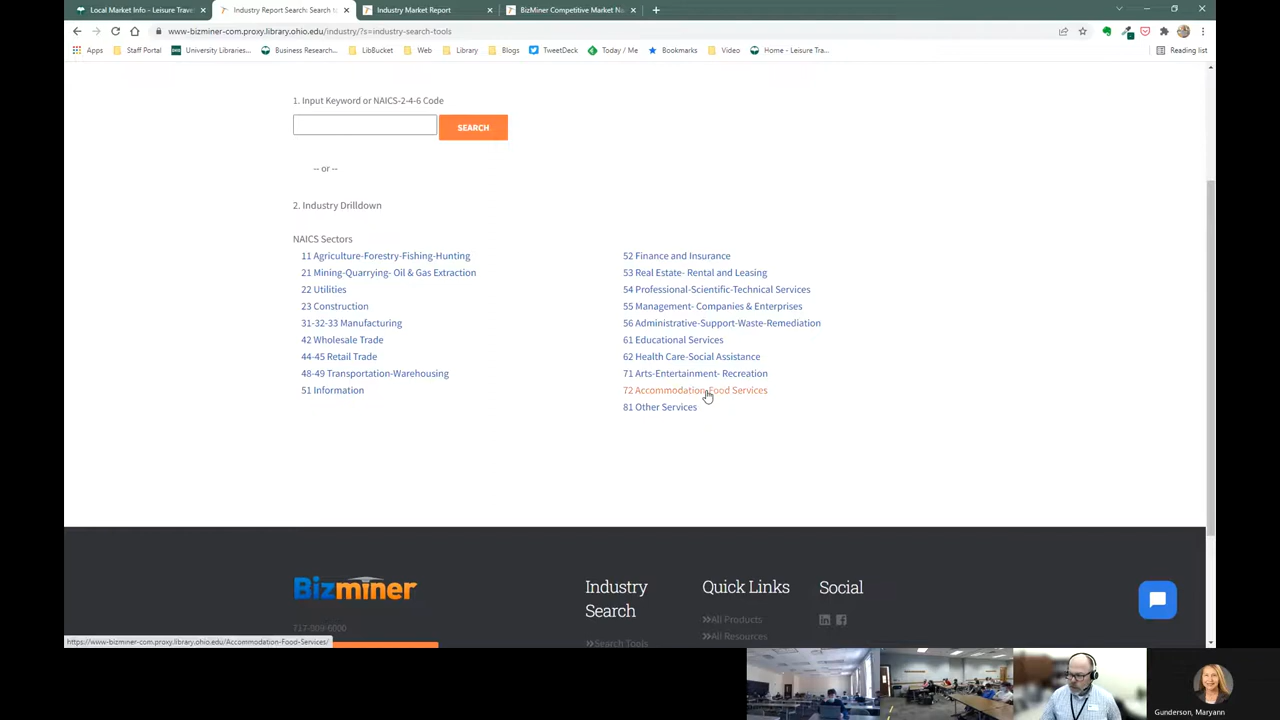 Local Market Info - Leisure Trave
Industry Report Search: Search N
Industry Market Report
BizMiner Competitive Market Na
www-bizminer-com.proxy.library.ohio.edu/industry/?s=industry-search-tools
Apps Staff Portal University Libraries... Business Research... LibBucket Web Library Blogs TweetDeck Today / Me Bookmarks Video Home - Leisure Tra... Reading list
1. Input Keyword or NAICS-2-4-6 Code
SEARCH
-- or --
2. Industry Drilldown
NAICS Sectors
11 Agriculture-Forestry-Fishing-Hunting
21 Mining-Quarrying- Oil & Gas Extraction
22 Utilities
23 Construction
31-32-33 Manufacturing
42 Wholesale Trade
44-45 Retail Trade
48-49 Transportation-Warehousing
51 Information
52 Finance and Insurance
53 Real Estate- Rental and Leasing
54 Professional-Scientific-Technical Services
55 Management- Companies & Enterprises
56 Administrative-Support-Waste-Remediation
61 Educational Services
62 Health Care-Social Assistance
71 Arts-Entertainment- Recreation
72 Accommodation-Food Services
81 Other Services
Bizminer
717-909-6000
Industry
Search
»Search Tools
Quick Links
»All Products
»All Resources
Social
https://www-bizminer-com.proxy.library.ohio.edu/Accommodation-Food-Services/
Gunderson, Maryann